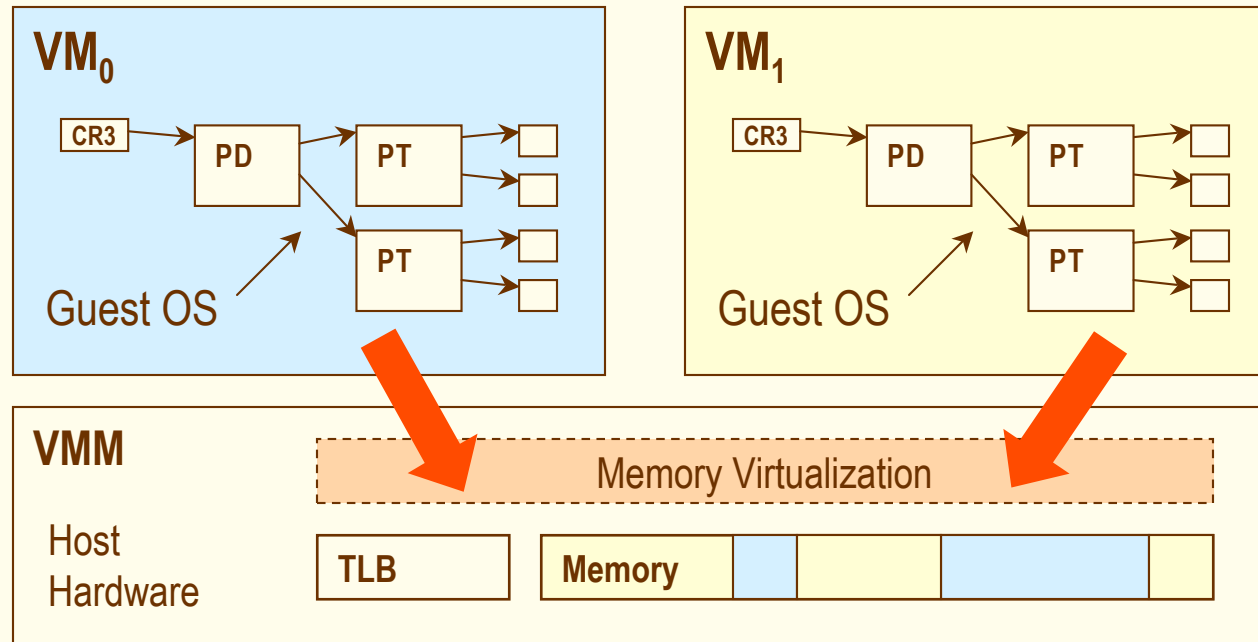 VM₀
CR3
PD
PT
PT
Guest OS
VM₁
CR3
PD
PT
PT
Guest OS
VMM
Memory Virtualization
Host
Hardware
TLB
Memory